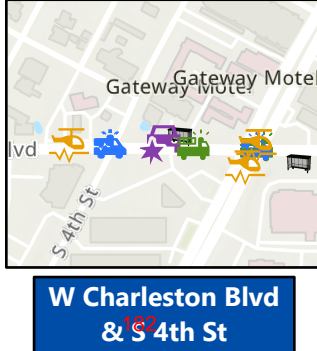 Gateway Motel
Gateway Motel
lvd
S 4th St
W Charleston Blvd
& S 4th St
182